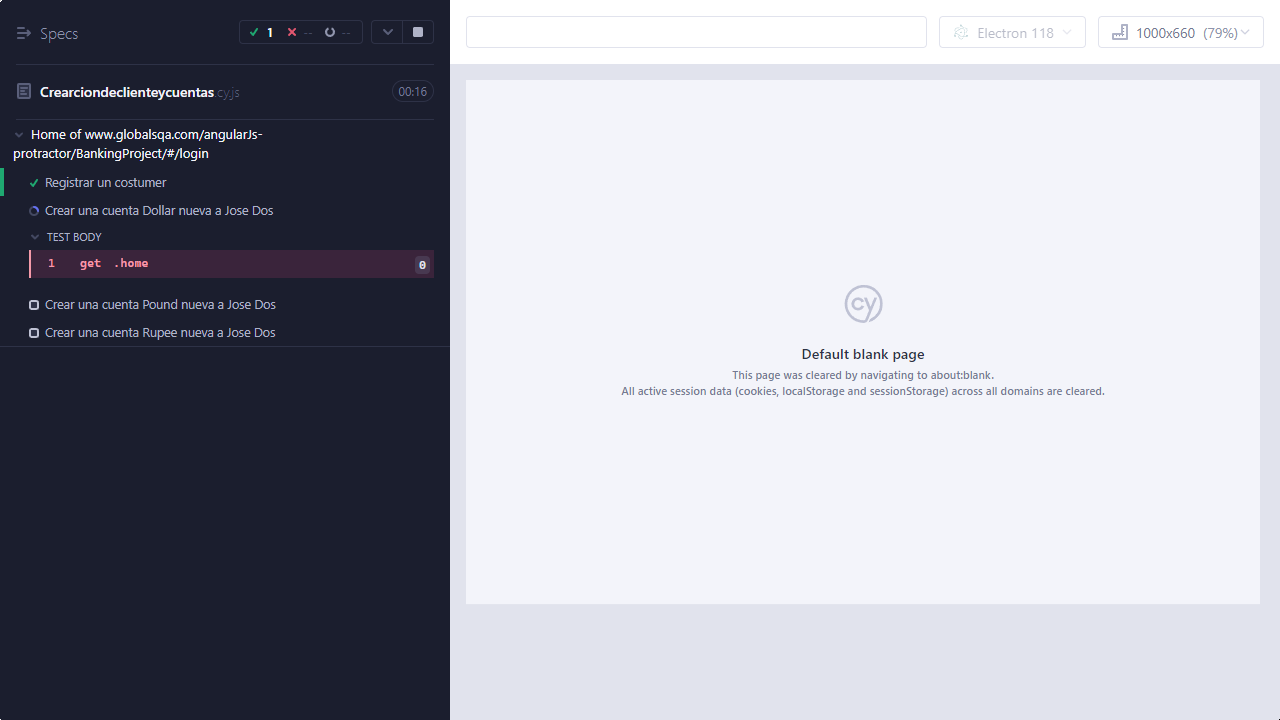 Specs
1 -- --
Electron 118
1000x660 (79%)
Crearciondeclienteycuentas.cy.js
00:16
Home of www.globalsqa.com/angularJs-
protractor/BankingProject/#/login
Registrar un costumer
Crear una cuenta Dollar nueva a Jose Dos
TEST BODY
1 get .home 0
Crear una cuenta Pound nueva a Jose Dos
Crear una cuenta Rupee nueva a Jose Dos
cy
Default blank page
This page was cleared by navigating to about:blank.
All active session data (cookies, localStorage and sessionStorage) across all domains are cleared.